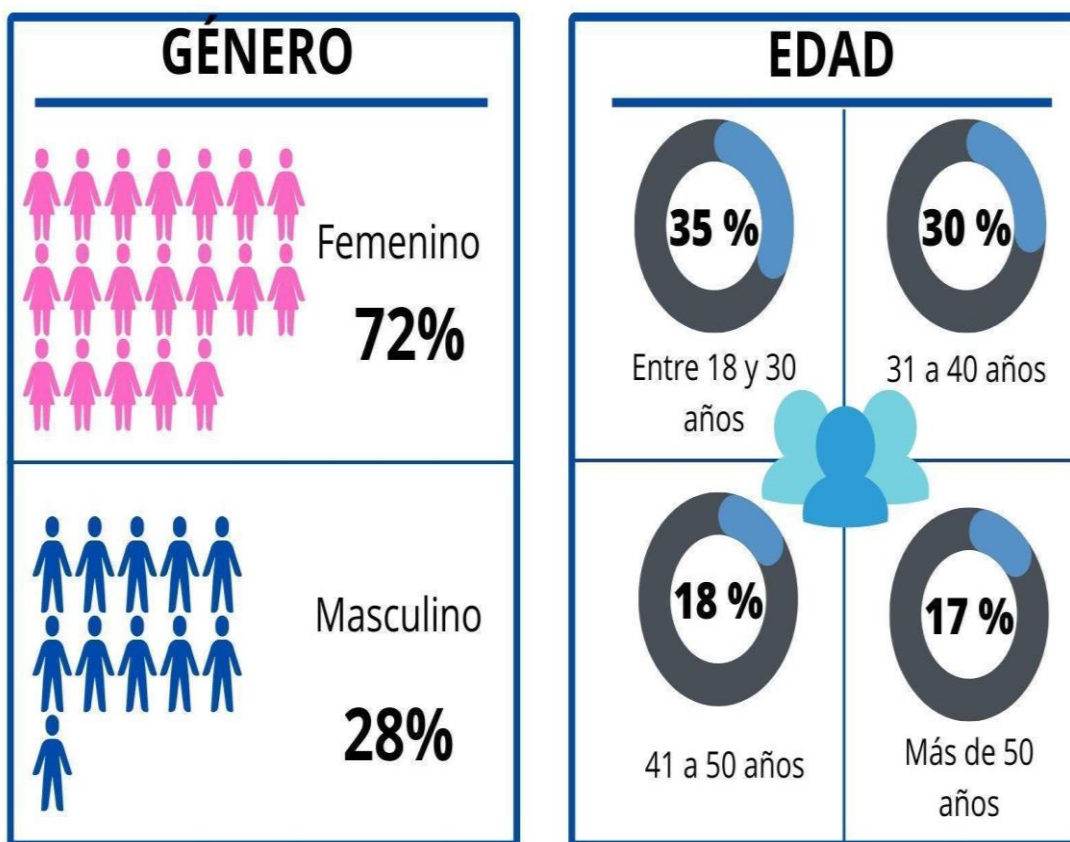 GÉNERO
Femenino
72%
Masculino
28%
EDAD
35 %
Entre 18 y 30
años
30 %
31 a 40 años
18 %
41 a 50 años
17 %
Más de 50
años